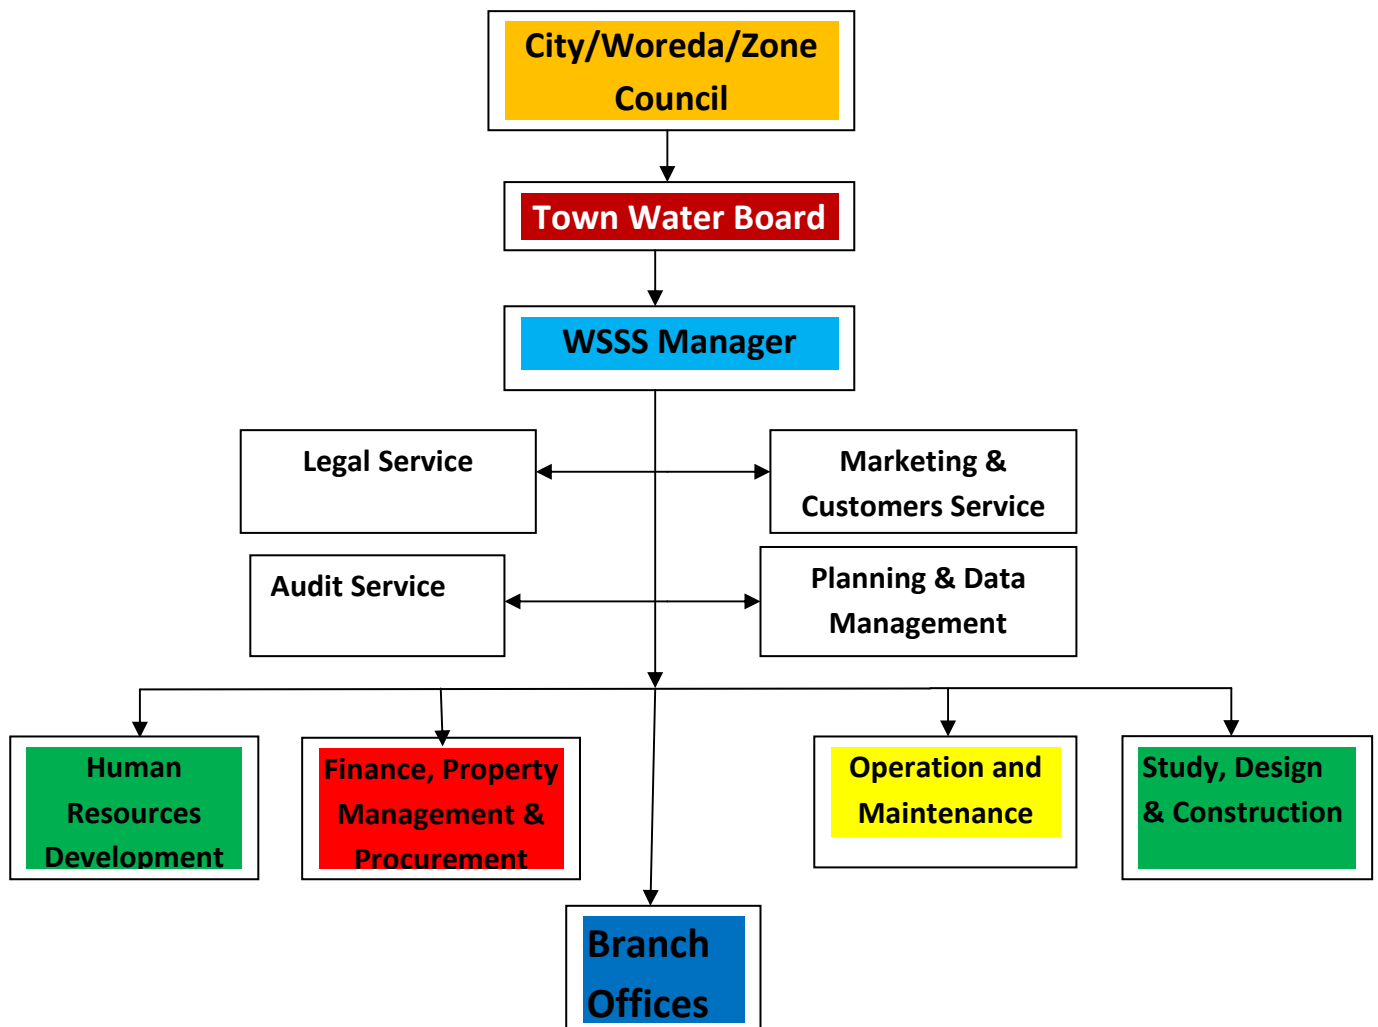 City/Woreda/Zone
Council
Town Water Board
WSSS Manager
Legal Service
Marketing &
Customers Service
Audit Service
Planning & Data
Management
Human
Resources
Development
Finance, Property
Management &
Procurement
Operation and
Maintenance
Study, Design
& Construction
Branch
Offices